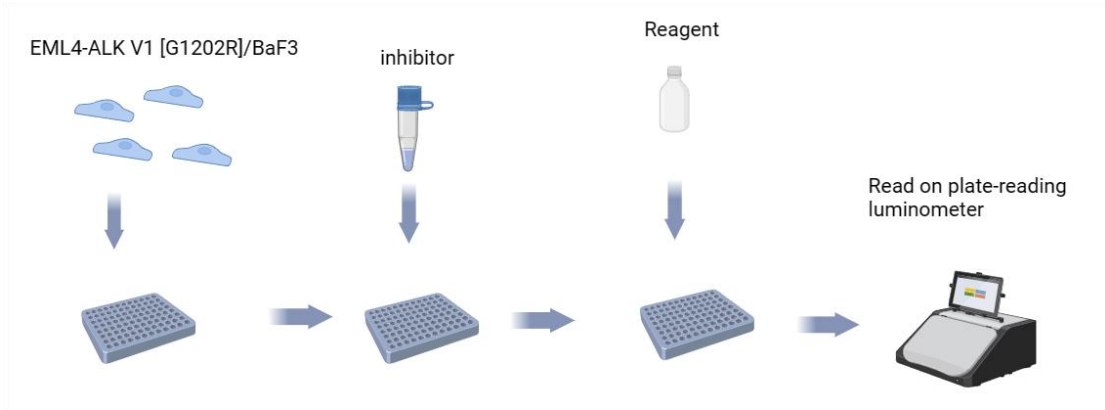 EML4-ALK V1 [G1202R]/BaF3
inhibitor
Reagent
Read on plate-reading
luminometer